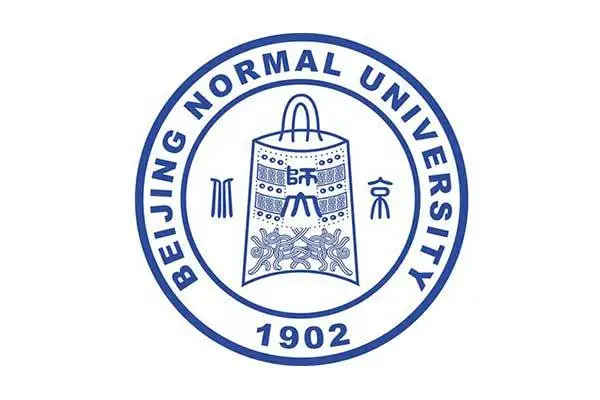 BEIJING NORMAL UNIVERSITY
北
師大
京
1902